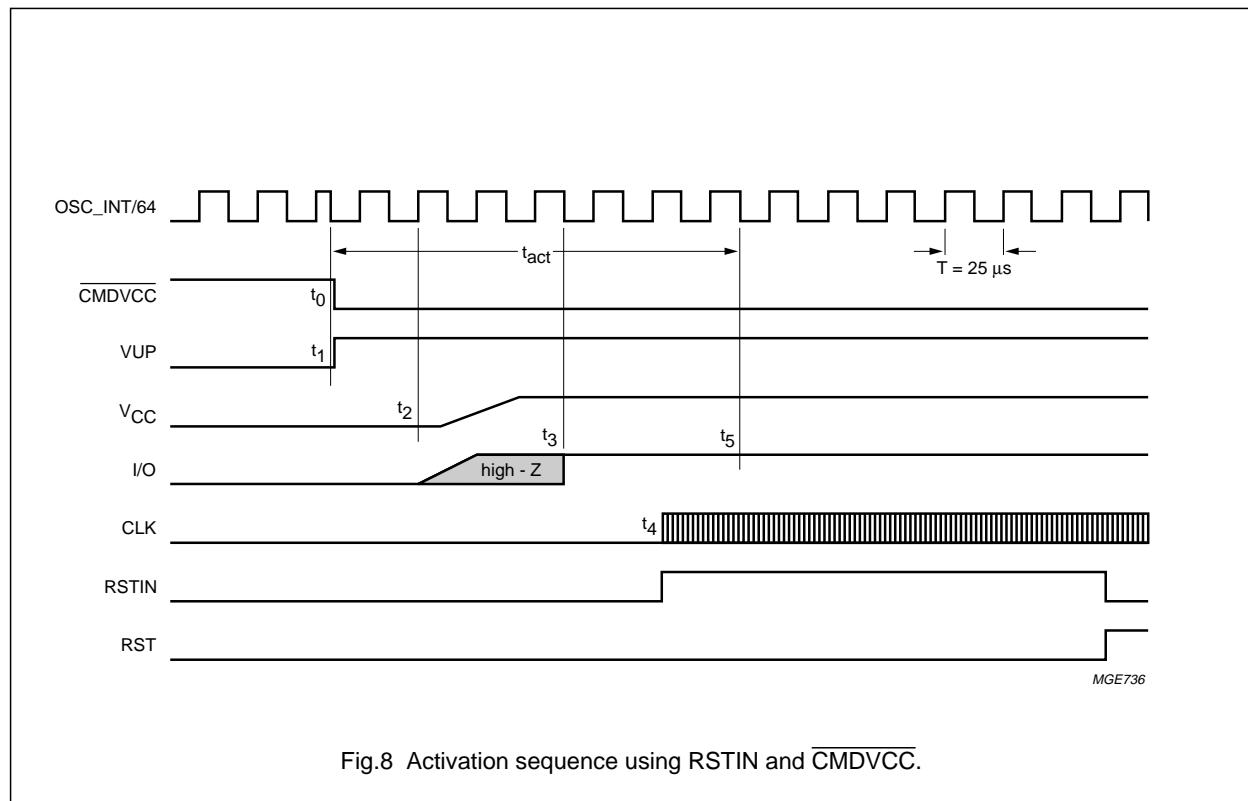 OSC_INT/64
tact
T = 25 μs
CMDVCC
t0
VUP
t1
VCC
t2
t3
t5
I/O
high - Z
CLK
t4
RSTIN
RST
MGE736
Fig.8 Activation sequence using RSTIN and CMDVCC.